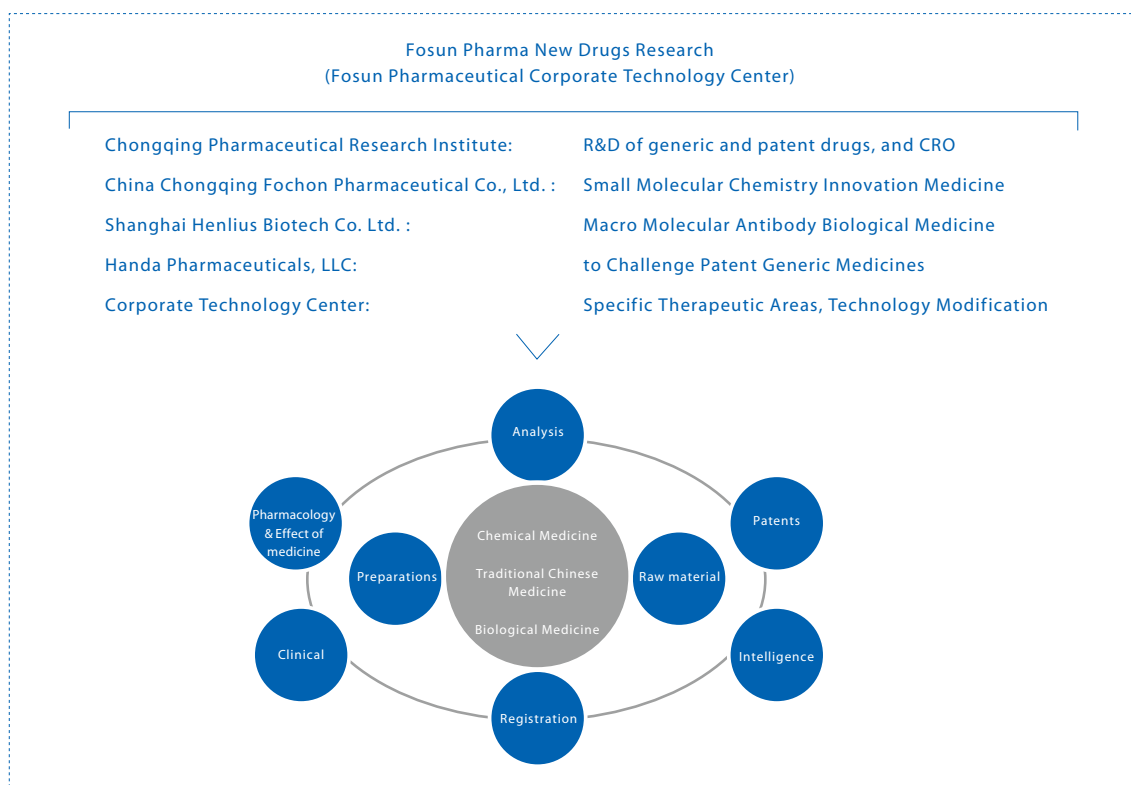 Fosun Pharma New Drugs Research
(Fosun Pharmaceutical Corporate Technology Center)
Chongqing Pharmaceutical Research Institute: R&D of generic and patent drugs, and CRO
China Chongqing Fochon Pharmaceutical Co., Ltd. : Small Molecular Chemistry Innovation Medicine
Shanghai Henlius Biotech Co. Ltd. : Macro Molecular Antibody Biological Medicine
Handa Pharmaceuticals, LLC: to Challenge Patent Generic Medicines
Corporate Technology Center: Specific Therapeutic Areas, Technology Modification
Analysis
Pharmacology
& Effect of
medicine
Patents
Chemical Medicine
Traditional Chinese
Medicine
Biological Medicine
Preparations
Raw material
Clinical
Intelligence
Registration